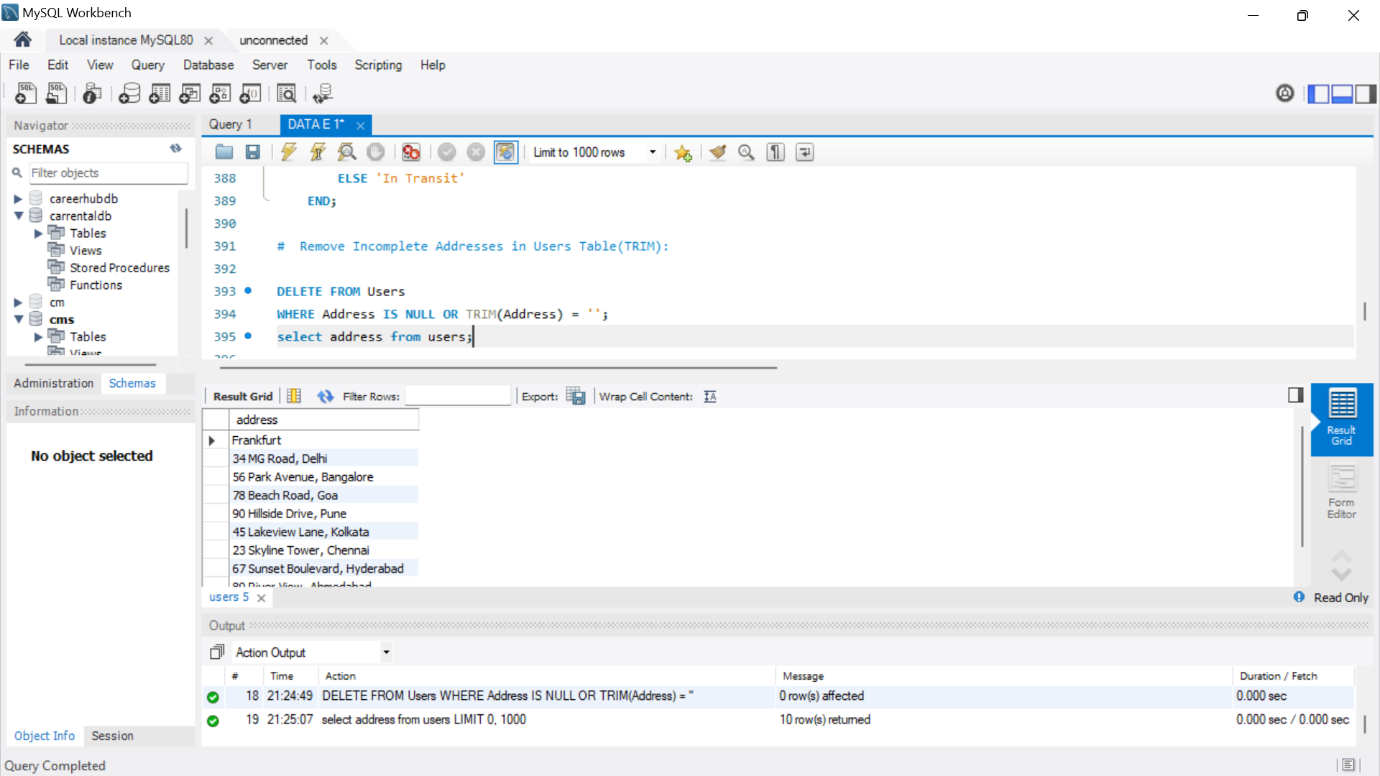 MySQL Workbench
Local instance MySQL80
unconnected
File Edit View Query Database Server Tools Scripting Help
Navigator
SCHEMAS
Filter objects
careerhubdb
carrentaldb
Tables
Views
Stored Procedures
Functions
cm
cms
Tables
Views
Administration Schemas
Information
No object selected
Object Info Session
Query 1 DATA E 1*
Limit to 1000 rows
388 ELSE 'In Transit'
389 END;
390
391 # Remove Incomplete Addresses in Users Table(TRIM):
392
393 DELETE FROM Users
394 WHERE Address IS NULL OR TRIM(Address) = '';
395 select address from users;
396
Result Grid Filter Rows: Export: Wrap Cell Content:
address
Frankfurt
34 MG Road, Delhi
56 Park Avenue, Bangalore
78 Beach Road, Goa
90 Hillside Drive, Pune
45 Lakeview Lane, Kolkata
23 Skyline Tower, Chennai
67 Sunset Boulevard, Hyderabad
89 River View, Ahmedabad
Result
Grid
Form
Editor
users 5
Read Only
Output
Action Output
# Time Action Message Duration / Fetch
18 21:24:49 DELETE FROM Users WHERE Address IS NULL OR TRIM(Address) = '' 0 row(s) affected 0.000 sec
19 21:25:07 select address from users LIMIT 0, 1000 10 row(s) returned 0.000 sec / 0.000 sec
Query Completed